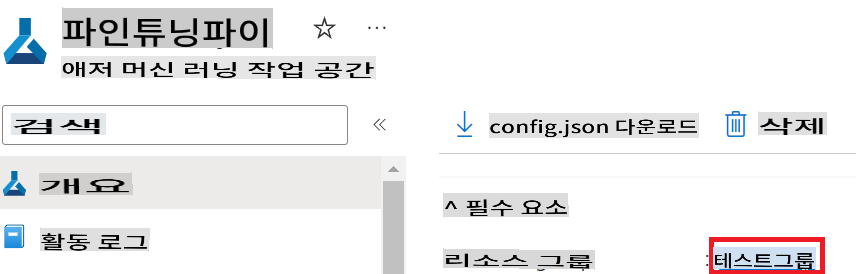 파인튜닝파이
애저 머신 러닝 작업 공간
검색
config.json 다운로드
삭제
개요
^ 필수 요소
활동 로그
리소스 그룹 :테스트그룹